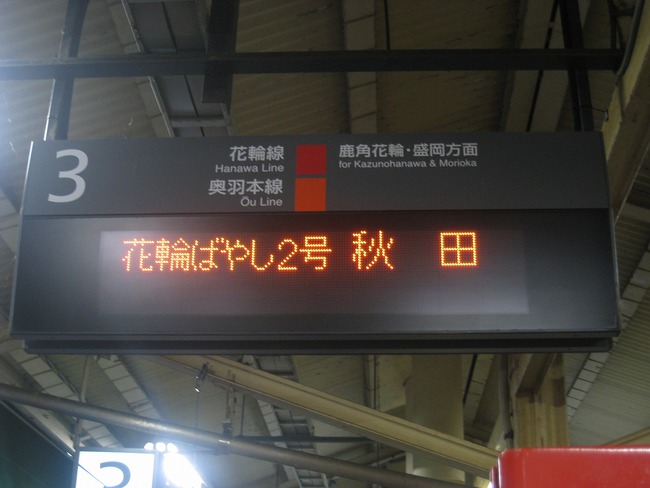 3
花輪線
Hanawa Line
奥羽本線
Ōu Line
鹿角花輪・盛岡方面
for Kazunohanawa & Morioka
花輪ばやし2号 秋 田
2